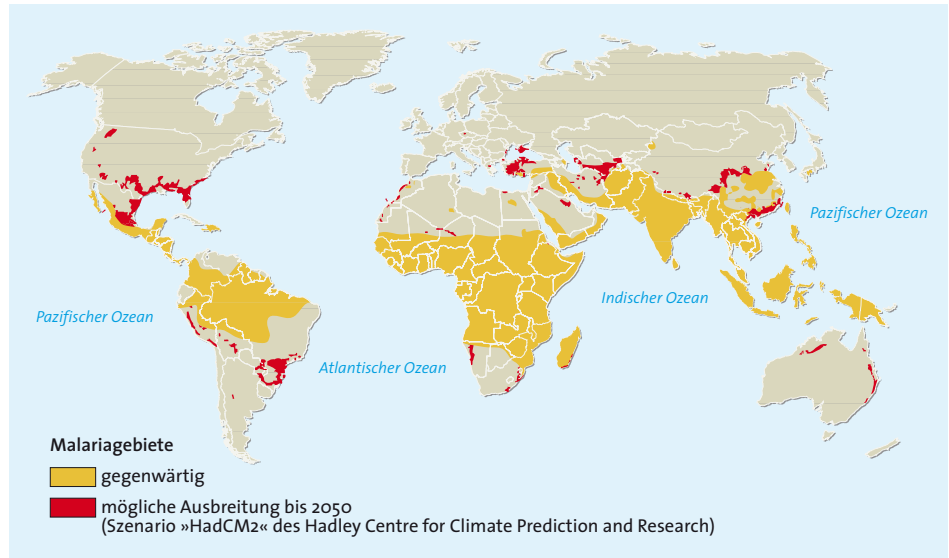 Pazifischer Ozean
Indischer Ozean
Pazifischer Ozean
Atlantischer Ozean
Malariagebiete
gegenwärtig
mögliche Ausbreitung bis 2050
(Szenario »HadCM2« des Hadley Centre for Climate Prediction and Research)